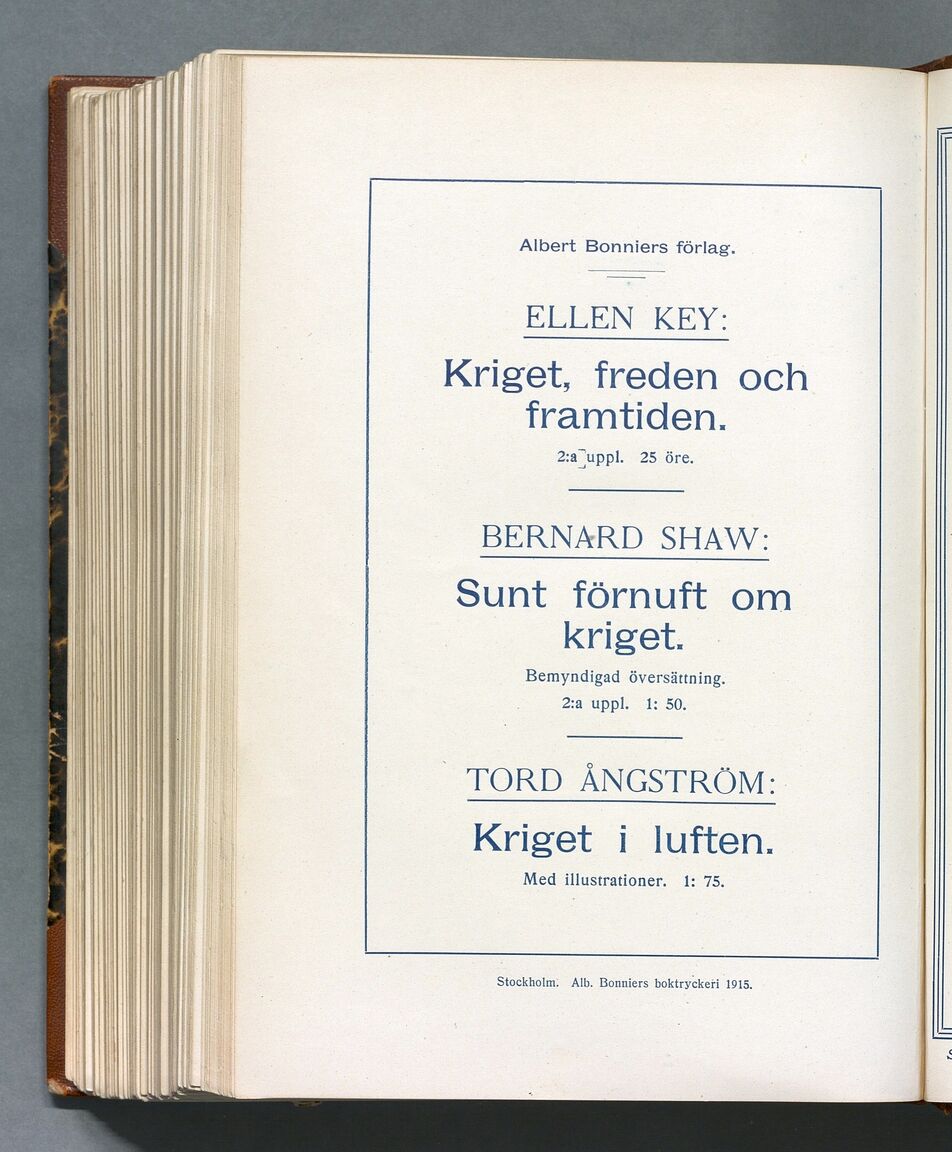 Albert Bonniers förlag.
ELLEN KEY:
Kriget, freden och
framtiden.
2:a uppl. 25 öre.
BERNARD SHAW:
Sunt förnuft om
kriget.
Bemyndigad översättning.
2:a uppl. 1: 50.
TORD ÅNGSTRÖM:
Kriget i luften.
Med illustrationer. 1: 75.
Stockholm. Alb. Bonniers boktryckeri 1915.